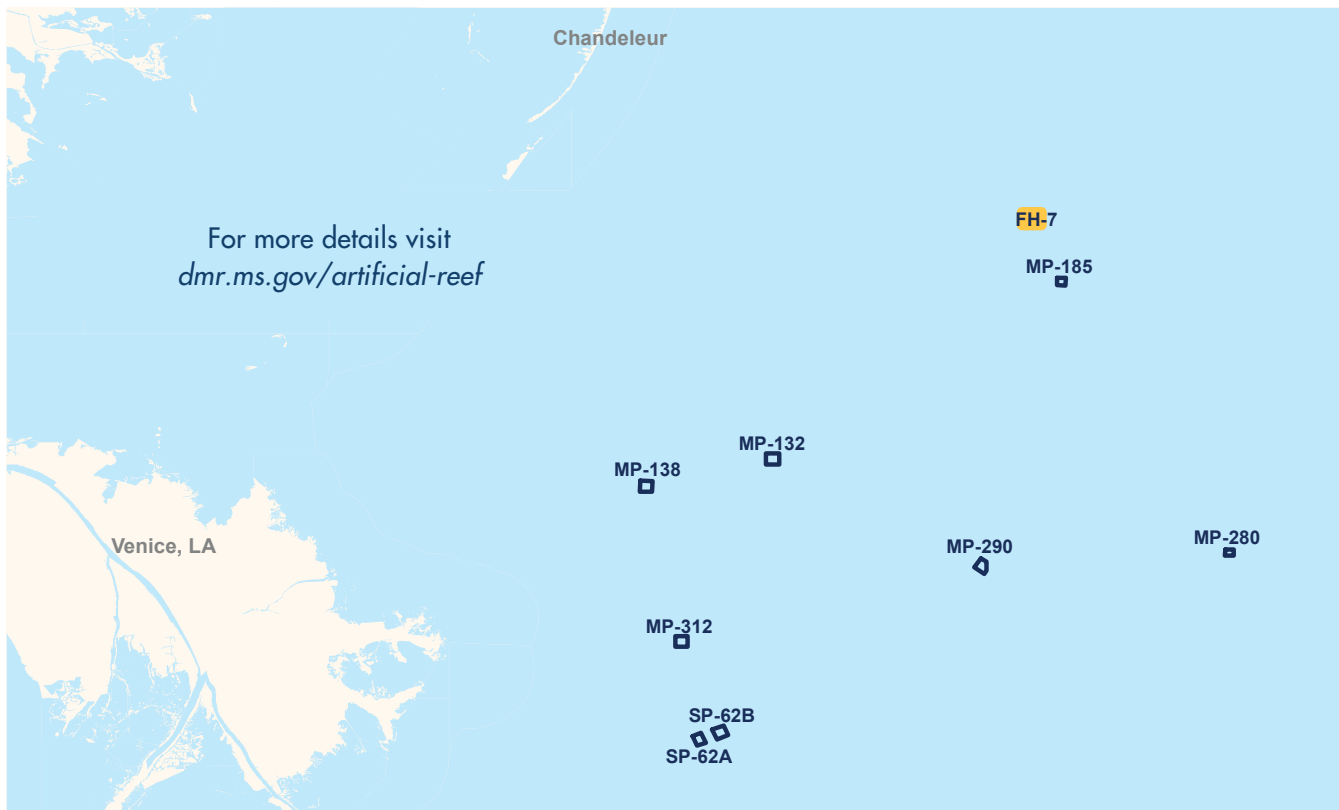 Chandeleur
For more details visit
dmr.ms.gov/artificial-reef
FH-7
MP-185
MP-132
MP-138
Venice, LA
MP-290
MP-280
MP-312
SP-62B
SP-62A